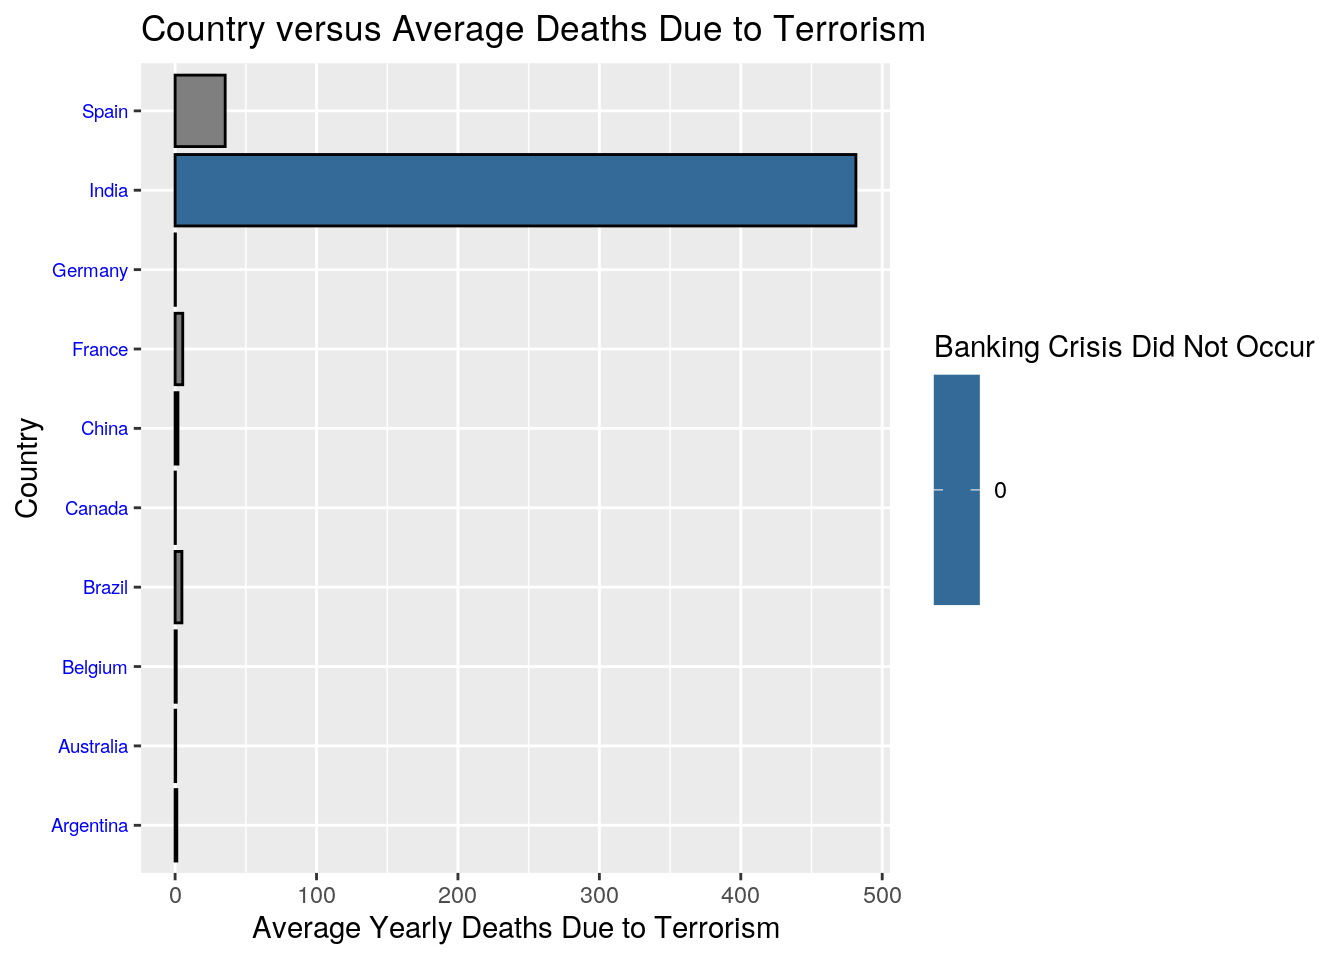 Country versus Average Deaths Due to Terrorism
Spain
India
Germany
France
China
Canada
Brazil
Belgium
Australia
Argentina
Country
0 100 200 300 400 500
Average Yearly Deaths Due to Terrorism
Banking Crisis Did Not Occur
0